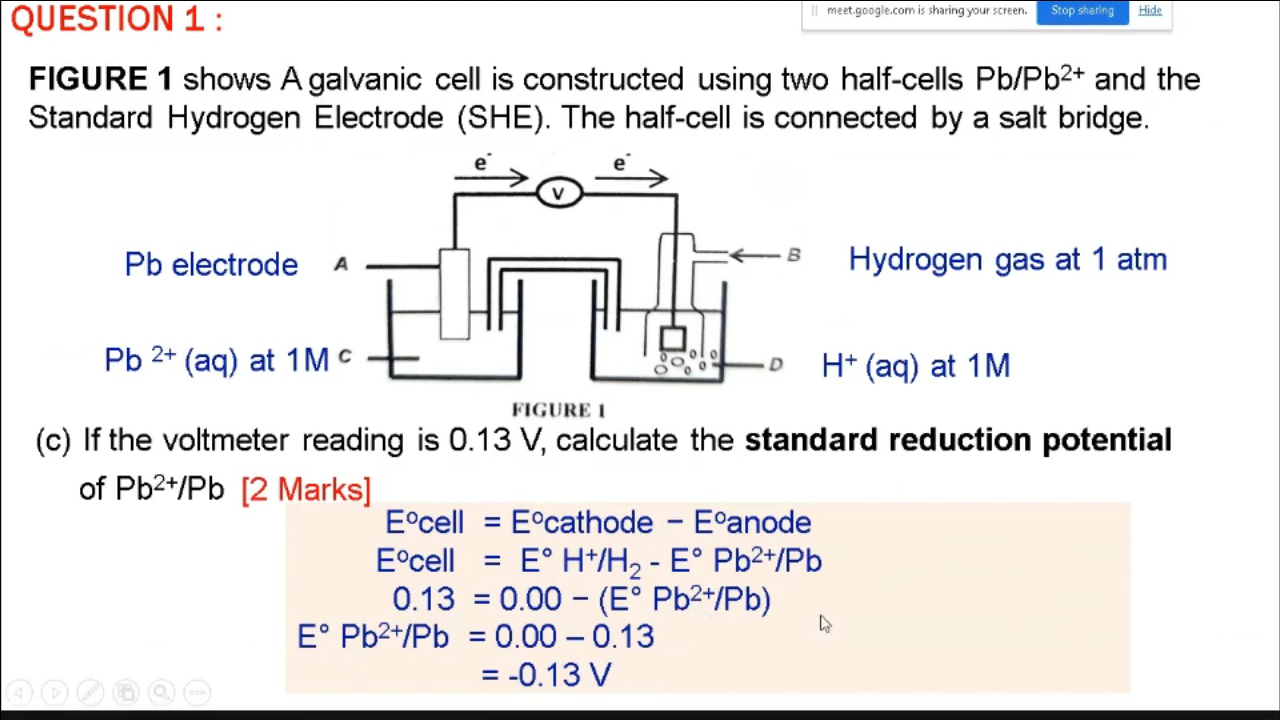 QUESTION 1 :
meet.google.com is sharing your screen.
Stop sharing
Hide
FIGURE 1 shows A galvanic cell is constructed using two half-cells Pb/Pb²⁺ and the
Standard Hydrogen Electrode (SHE). The half-cell is connected by a salt bridge.
e⁻
e⁻
V
Pb electrode
A
B
Hydrogen gas at 1 atm
Pb ²⁺ (aq) at 1M
C
D
H⁺ (aq) at 1M
FIGURE 1
(c) If the voltmeter reading is 0.13 V, calculate the standard reduction potential
of Pb²⁺/Pb [2 Marks]
Eᵒcell = Eᵒcathode − Eᵒanode
Eᵒcell = E° H⁺/H₂ - E° Pb²⁺/Pb
0.13 = 0.00 − (E° Pb²⁺/Pb)
E° Pb²⁺/Pb = 0.00 – 0.13
= -0.13 V